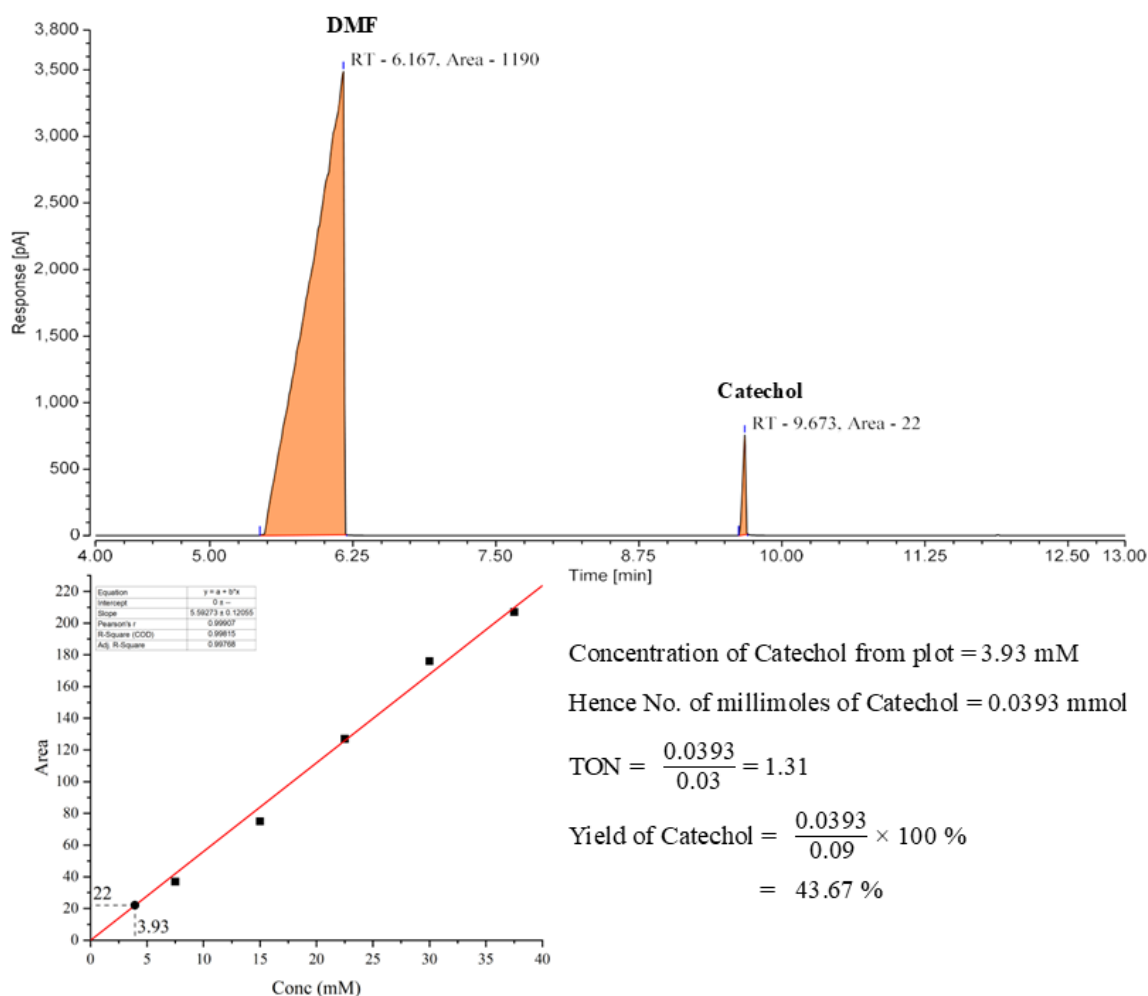 DMF
RT - 6.167, Area - 1190
Catechol
RT - 9.673, Area - 22
Response [pA]
3,800
3,500
3,000
2,500
2,000
1,500
1,000
500
0
4.00 5.00 6.25 7.50 8.75 10.00 11.25 12.50 13.00
Time [min]
Equation y = a + b*x
Intercept 0 ± --
Slope 5.59273 ± 0.12055
Pearson's r 0.99907
R-Square (COD) 0.99815
Adj. R-Square 0.99768
Area
220
200
180
160
140
120
100
80
60
40
20
0
22
3.93
0 5 10 15 20 25 30 35 40
Conc (mM)
Concentration of Catechol from plot = 3.93 mM
Hence No. of millimoles of Catechol = 0.0393 mmol
TON = 0.0393 / 0.03 = 1.31
Yield of Catechol = 0.0393 / 0.09 × 100 %
= 43.67 %